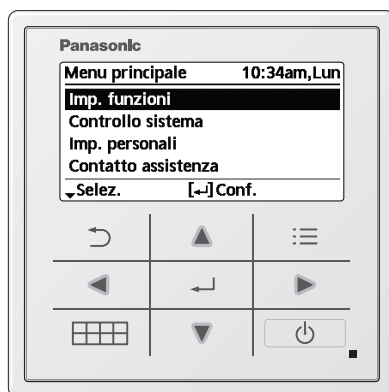 Panasonic
Menu principale 10:34am,Lun
Imp. funzioni
Controllo sistema
Imp. personali
Contatto assistenza
Selez. [↵] Conf.